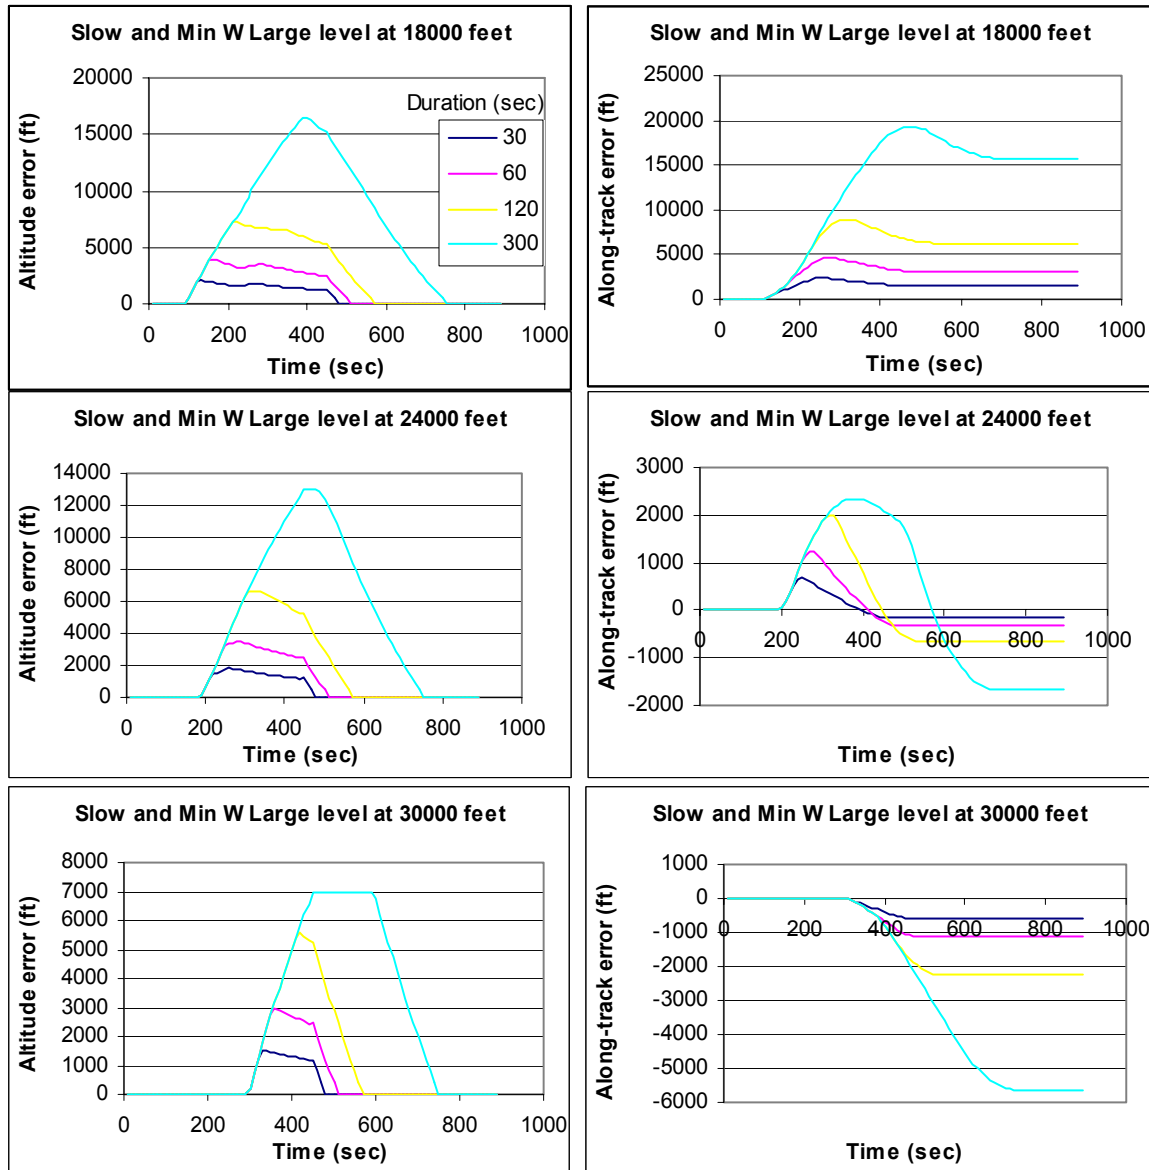 Slow and Min W Large level at 18000 feet
Altitude error (ft)
20000
15000
10000
5000
0
Duration (sec)
30
60
120
300
0 200 400 600 800 1000
Time (sec)
Slow and Min W Large level at 18000 feet
Along-track error (ft)
25000
20000
15000
10000
5000
0
0 200 400 600 800 1000
Time (sec)
Slow and Min W Large level at 24000 feet
Altitude error (ft)
14000
12000
10000
8000
6000
4000
2000
0
0 200 400 600 800 1000
Time (sec)
Slow and Min W Large level at 24000 feet
Along-track error (ft)
3000
2000
1000
0
-1000
-2000
0 200 400 600 800 1000
Time (sec)
Slow and Min W Large level at 30000 feet
Altitude error (ft)
8000
7000
6000
5000
4000
3000
2000
1000
0
0 200 400 600 800 1000
Time (sec)
Slow and Min W Large level at 30000 feet
Along-track error (ft)
1000
0
-1000
-2000
-3000
-4000
-5000
-6000
0 200 400 600 800 1000
Time (sec)